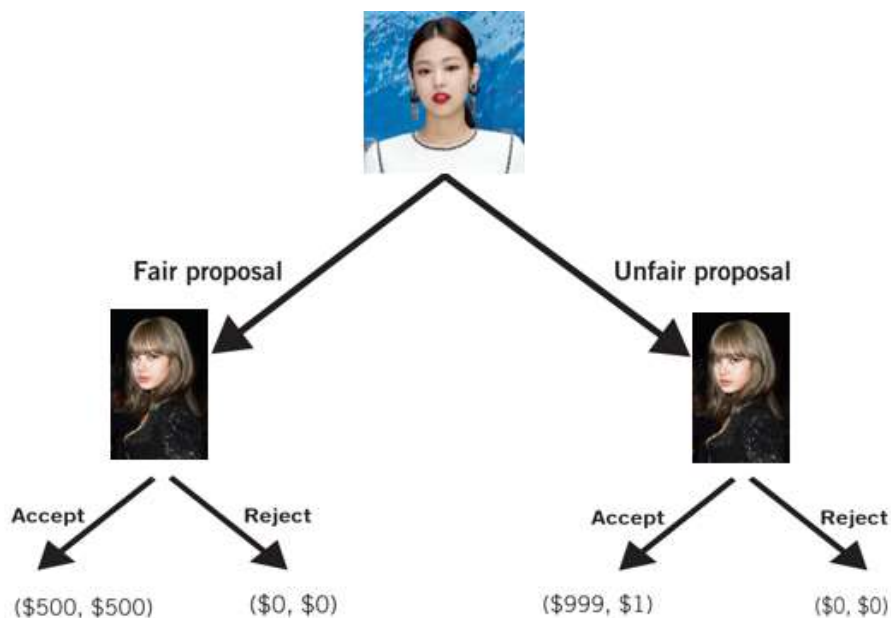 Fair proposal
Unfair proposal
Accept
Reject
Accept
Reject
($500, $500)
($0, $0)
($999, $1)
($0, $0)